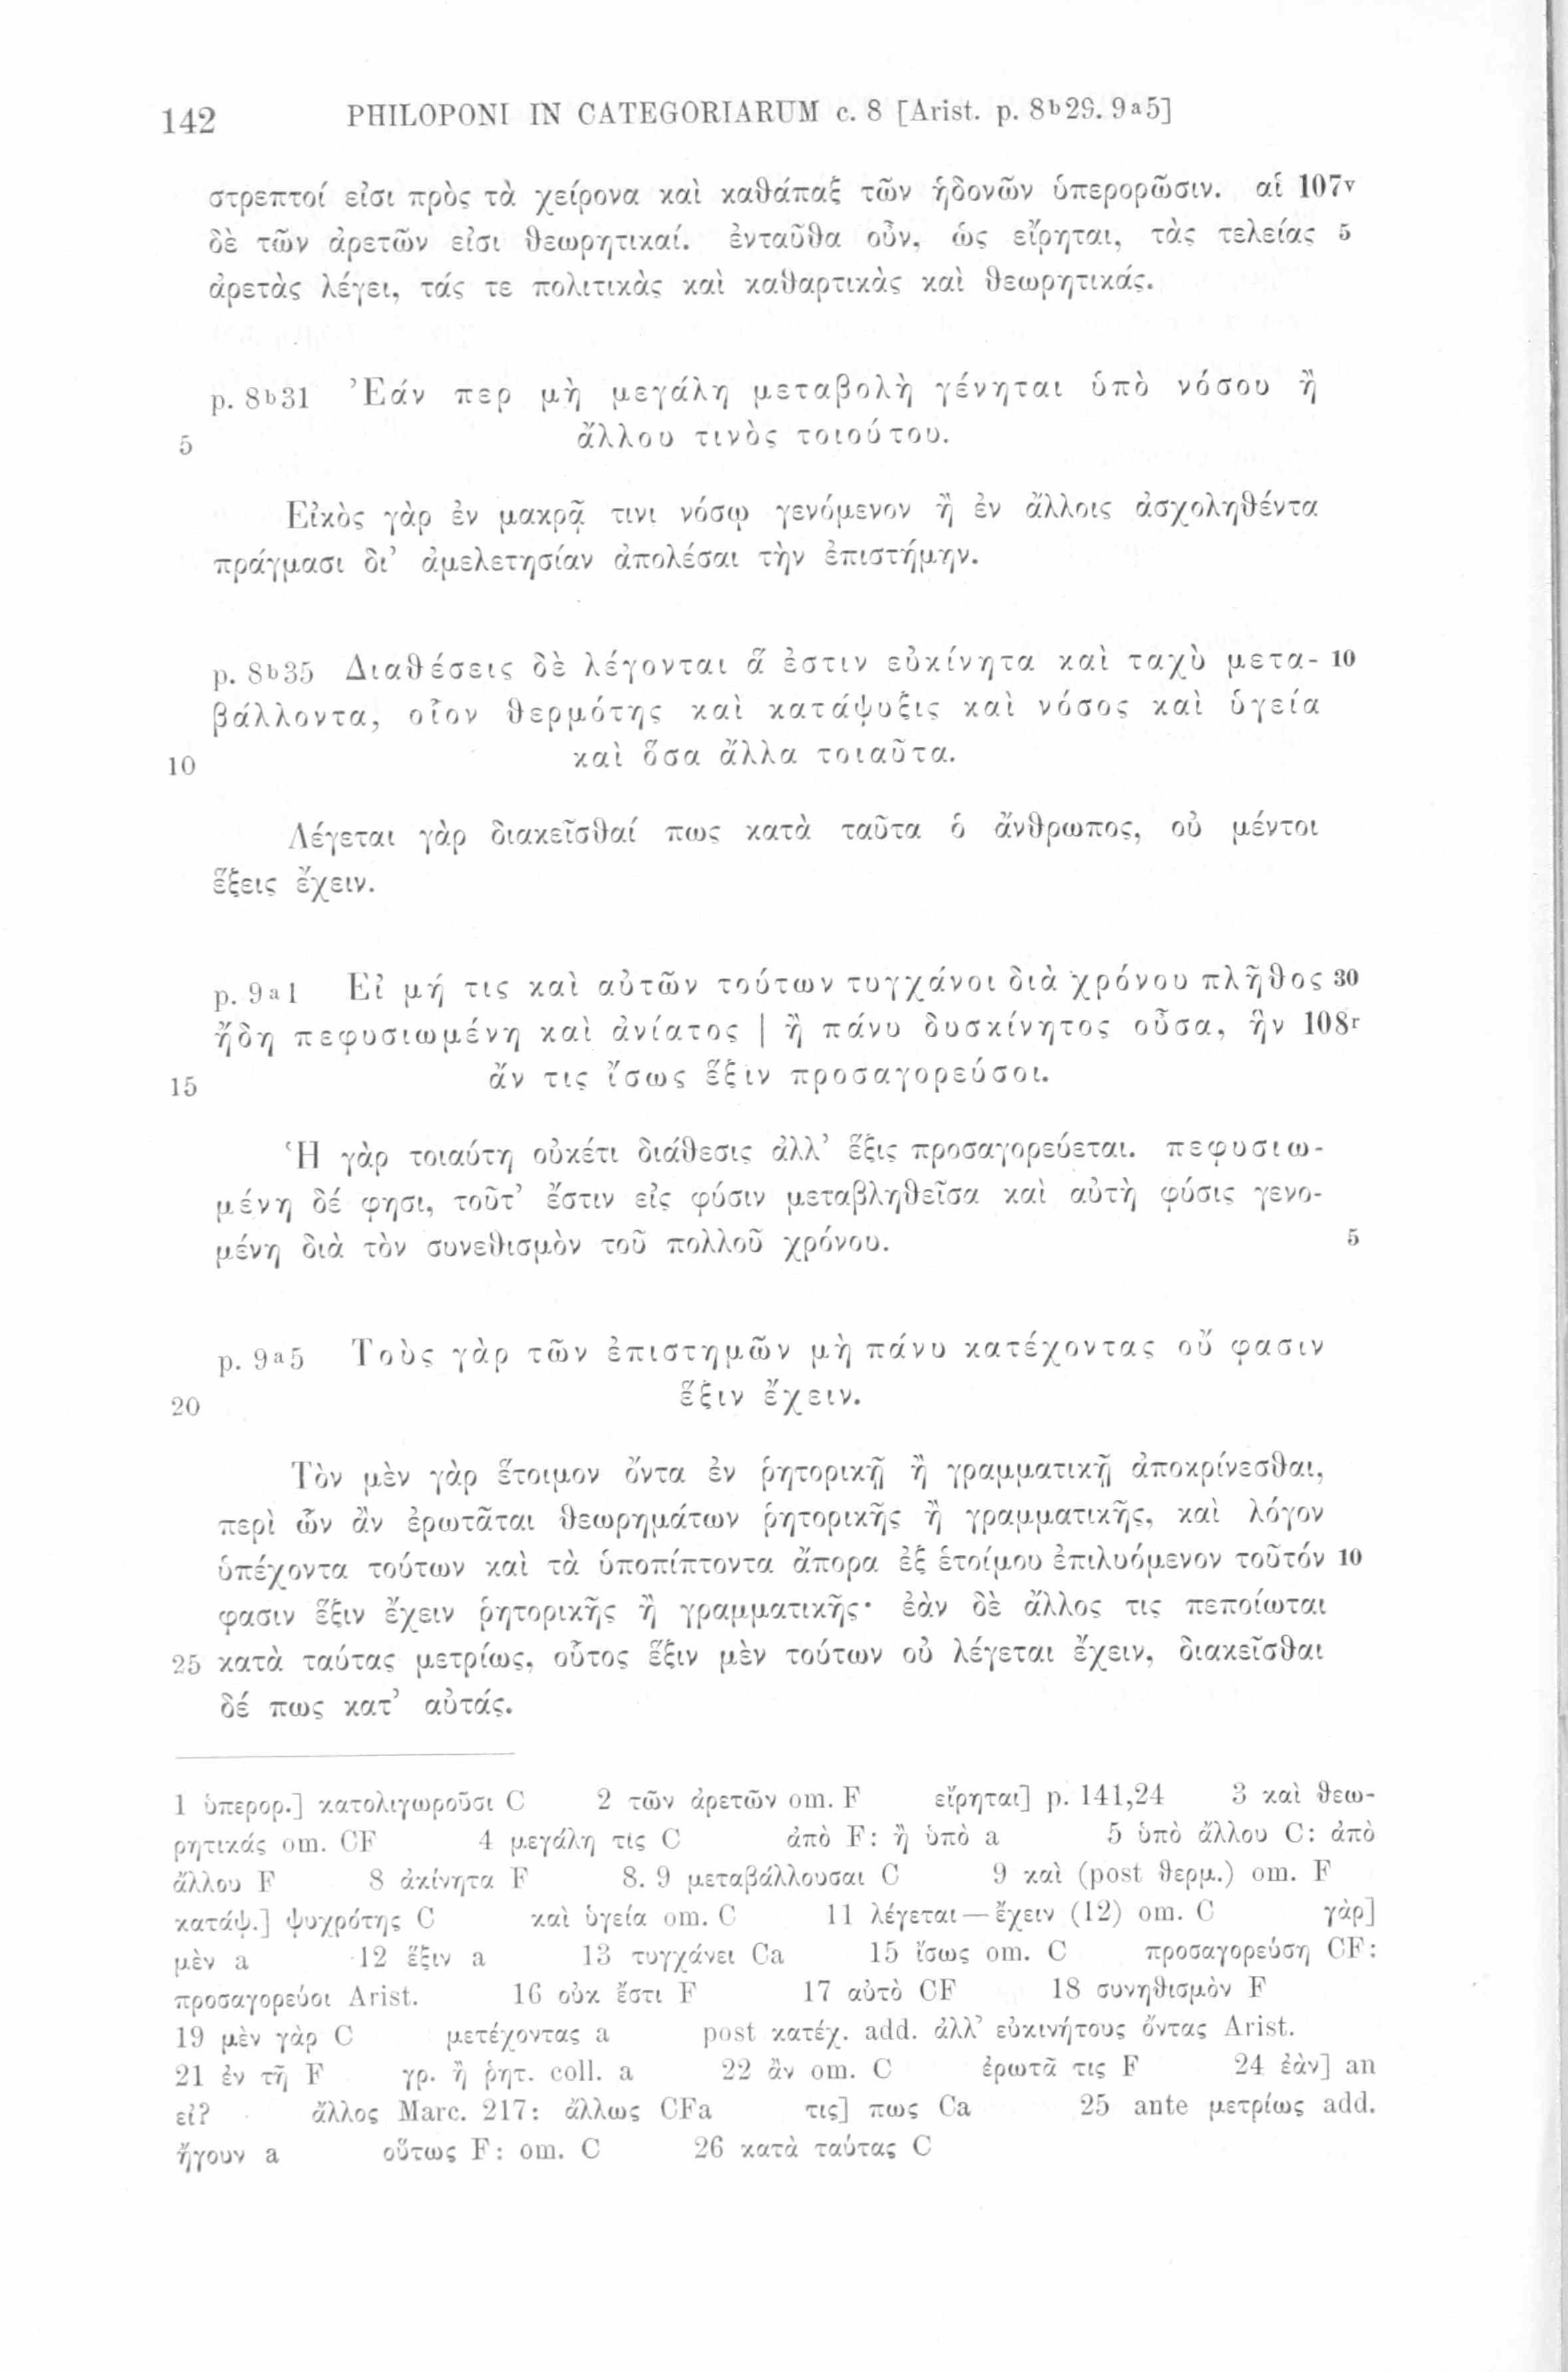 142 PHILOPONI IN CATEGORIARUM c. 8 [Arist. p. 8b29. 9a5]
στρεπτοί εἰσι πρὸς τὰ χείρονα καὶ καθάπαξ τῶν ἡδονῶν ὑπερορῶσιν. αἱ 107v
δὲ τῶν ἀρετῶν εἰσι θεωρητικαί. ἐνταῦθα οὖν, ὡς εἴρηται, τὰς τελείας 5
ἀρετὰς λέγει, τάς τε πολιτικὰς καὶ καθαρτικὰς καὶ θεωρητικάς.
p. 8b31 Ἐάν περ μὴ μεγάλη μεταβολὴ γένηται ὑπὸ νόσου ἢ
5 ἄλλου τινὸς τοιούτου.
Εἰκὸς γὰρ ἐν μακρᾷ τινι νόσῳ γενόμενον ἢ ἐν ἄλλοις ἀσχοληθέντα
πράγμασι δι’ ἀμελετησίαν ἀπολέσαι τὴν ἐπιστήμην.
p. 8b35 Διαθέσεις δὲ λέγονται ἅ ἐστιν εὐκίνητα καὶ ταχὺ μετα- 10
βάλλοντα, οἷον θερμότης καὶ κατάψυξις καὶ νόσος καὶ ὑγεία
10 καὶ ὅσα ἄλλα τοιαῦτα.
Λέγεται γὰρ διακεῖσθαί πως κατὰ ταῦτα ὁ ἄνθρωπος, οὐ μέντοι
ἕξεις ἔχειν.
p. 9a1 Εἰ μή τις καὶ αὐτῶν τούτων τυγχάνοι διὰ χρόνου πλῆθος 30
ἤδη πεφυσιωμένη καὶ ἀνίατος | ἢ πάνυ δυσκίνητος οὖσα, ἣν 108r
15 ἄν τις ἴσως ἕξιν προσαγορεύσοι.
Ἡ γὰρ τοιαύτη οὐκέτι διάθεσις ἀλλ’ ἕξις προσαγορεύεται. πεφυσιω-
μένη δέ φησι, τοῦτ’ ἔστιν εἰς φύσιν μεταβληθεῖσα καὶ αὐτὴ φύσις γενο-
μένη διὰ τὸν συνεθισμὸν τοῦ πολλοῦ χρόνου. 5
p. 9a5 Τοὺς γὰρ τῶν ἐπιστημῶν μὴ πάνυ κατέχοντας οὔ φασιν
20 ἕξιν ἔχειν.
Τὸν μὲν γὰρ ἕτοιμον ὄντα ἐν ῥητορικῇ ἢ γραμματικῇ ἀποκρίνεσθαι,
περὶ ὧν ἂν ἐρωτᾶται θεωρημάτων ῥητορικῆς ἢ γραμματικῆς, καὶ λόγον
ὑπέχοντα τούτων καὶ τὰ ὑποπίπτοντα ἄπορα ἐξ ἑτοίμου ἐπιλυόμενον τοῦτόν 10
φασιν ἕξιν ἔχειν ῥητορικῆς ἢ γραμματικῆς· ἐὰν δὲ ἄλλος τις πεποίωται
25 κατὰ ταύτας μετρίως, οὗτος ἕξιν μὲν τούτων οὐ λέγεται ἔχειν, διακεῖσθαι
δέ πως κατ’ αὐτάς.
1 ὑπερορ.] κατολιγωροῦσι C 2 τῶν ἀρετῶν om. F εἴρηται] p. 141,24 3 καὶ θεω-
ρητικάς om. CF 4 μεγάλη τὶς C ἀπὸ F: ἢ ὑπὸ a 5 ὑπὸ ἄλλου C: ἀπὸ
ἄλλου F 8 ἀκίνητα F 8. 9 μεταβάλλουσαι C 9 καὶ (post θερμ.) om. F
κατάψ.] ψυχρότης C καὶ ὑγεία om. C 11 λέγεται—ἔχειν (12) om. C γὰρ]
μὲν a 12 ἕξιν a 13 τυγχάνει Ca 15 ἴσως om. C προσαγορεύσῃ CF:
προσαγορεύοι Arist. 16 οὐκ ἔστι F 17 αὐτὸ CF 18 συνηθισμὸν F
19 μὲν γὰρ C μετέχοντας a post κατέχ. add. ἀλλ’ εὐκινήτους ὄντας Arist.
21 ἐν τῇ F γρ. ἢ ῥητ. coll. a 22 ἂν om. C ἐρωτᾷ τις F 24 ἐὰν] an
εἰ? ἄλλος Marc. 217: ἄλλως CFa τις] πως Ca 25 ante μετρίως add.
ἤγουν a οὕτως F: om. C 26 κατὰ ταύτας C